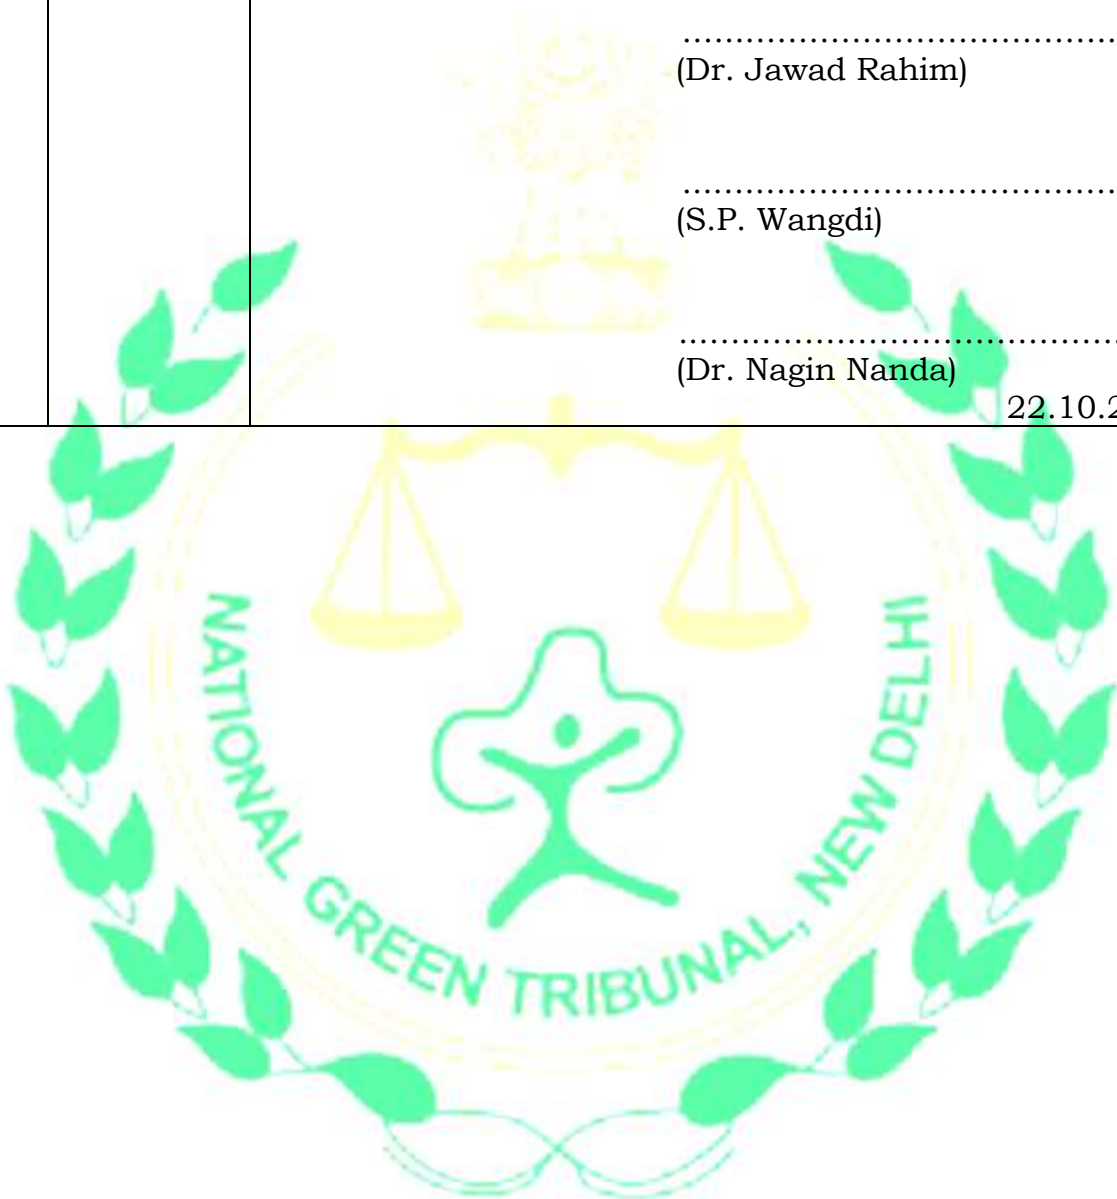 ........................................
(Dr. Jawad Rahim)
........................................
(S.P. Wangdi)
........................................
(Dr. Nagin Nanda)
22.10.2
NATIONAL GREEN TRIBUNAL, NEW DELHI